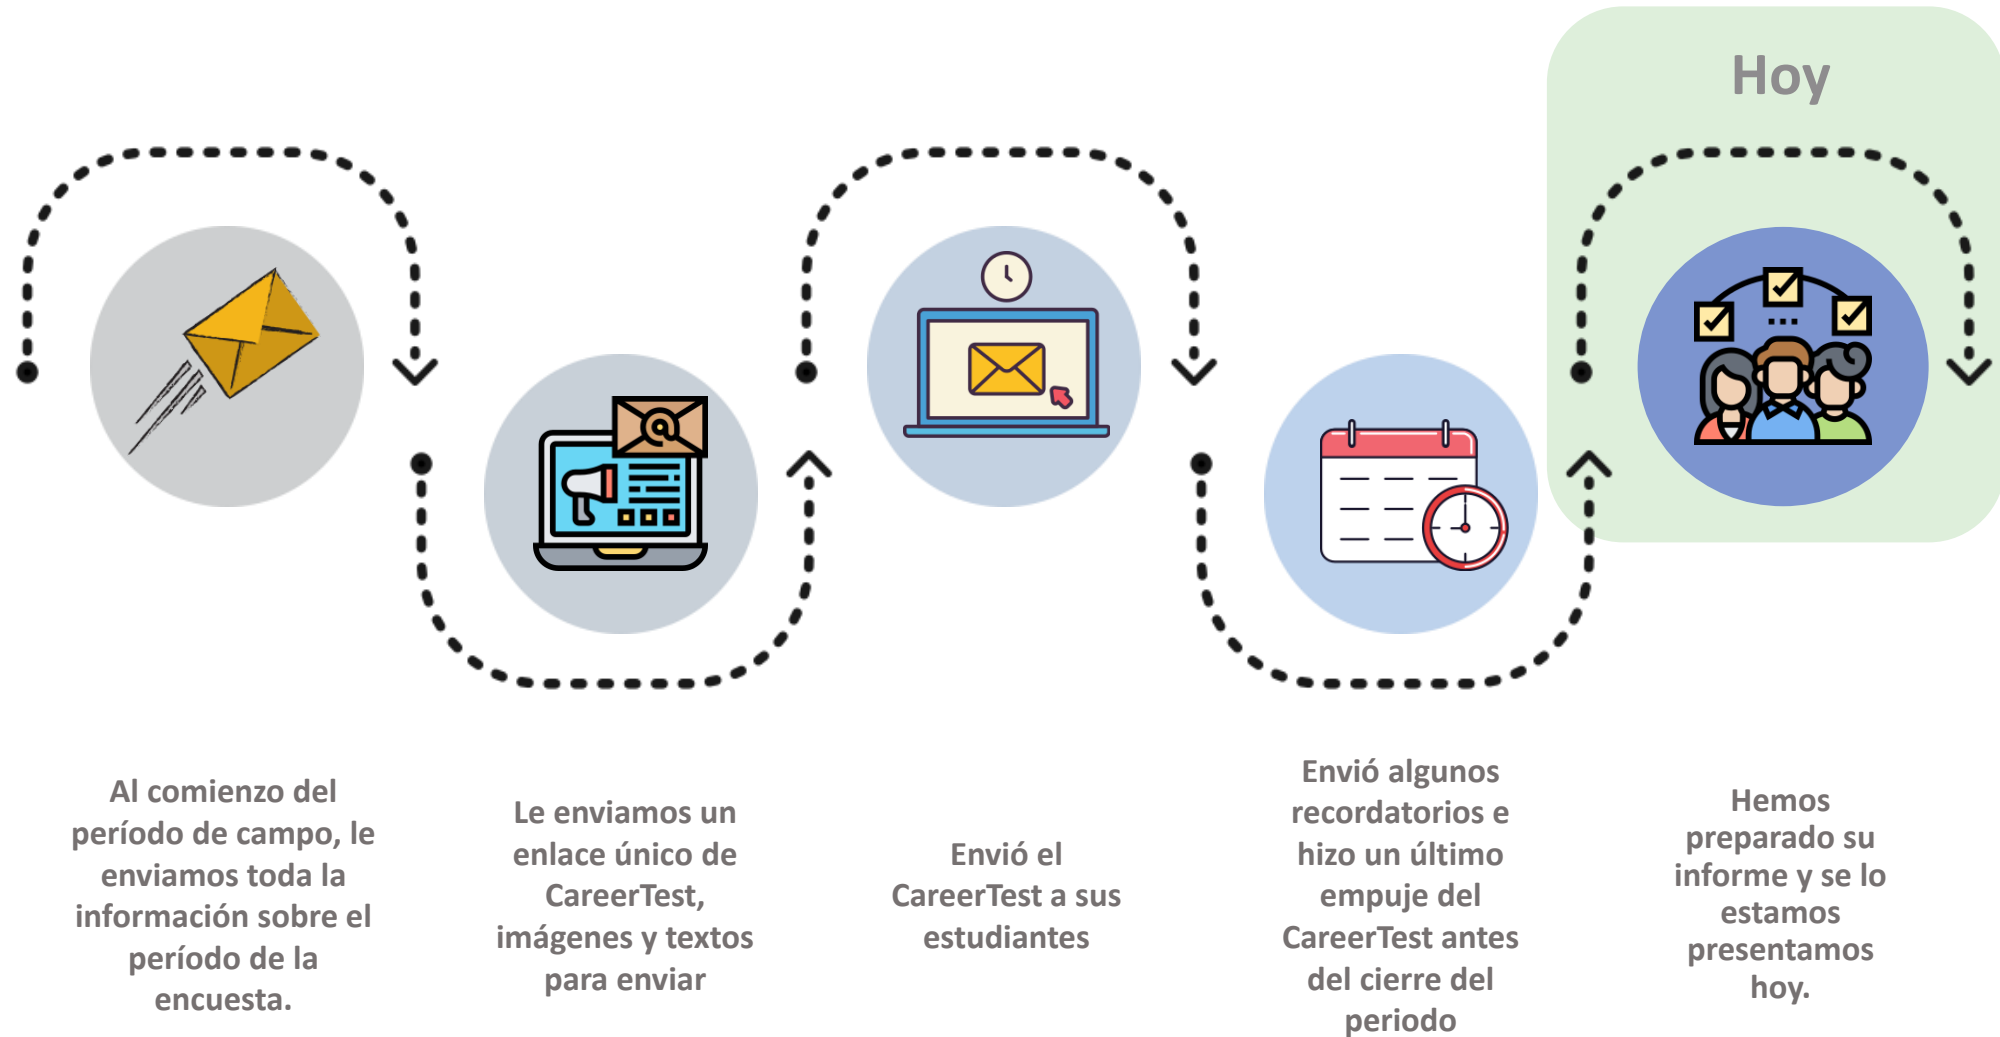 Hoy
Al comienzo del
período de campo, le
enviamos toda la
información sobre el
período de la
encuesta.
Le enviamos un
enlace único de
CareerTest,
imágenes y textos
para enviar
Envió el
CareerTest a sus
estudiantes
Envió algunos
recordatorios e
hizo un último
empuje del
CareerTest antes
del cierre del
periodo
Hemos
preparado su
informe y se lo
estamos
presentamos
hoy.